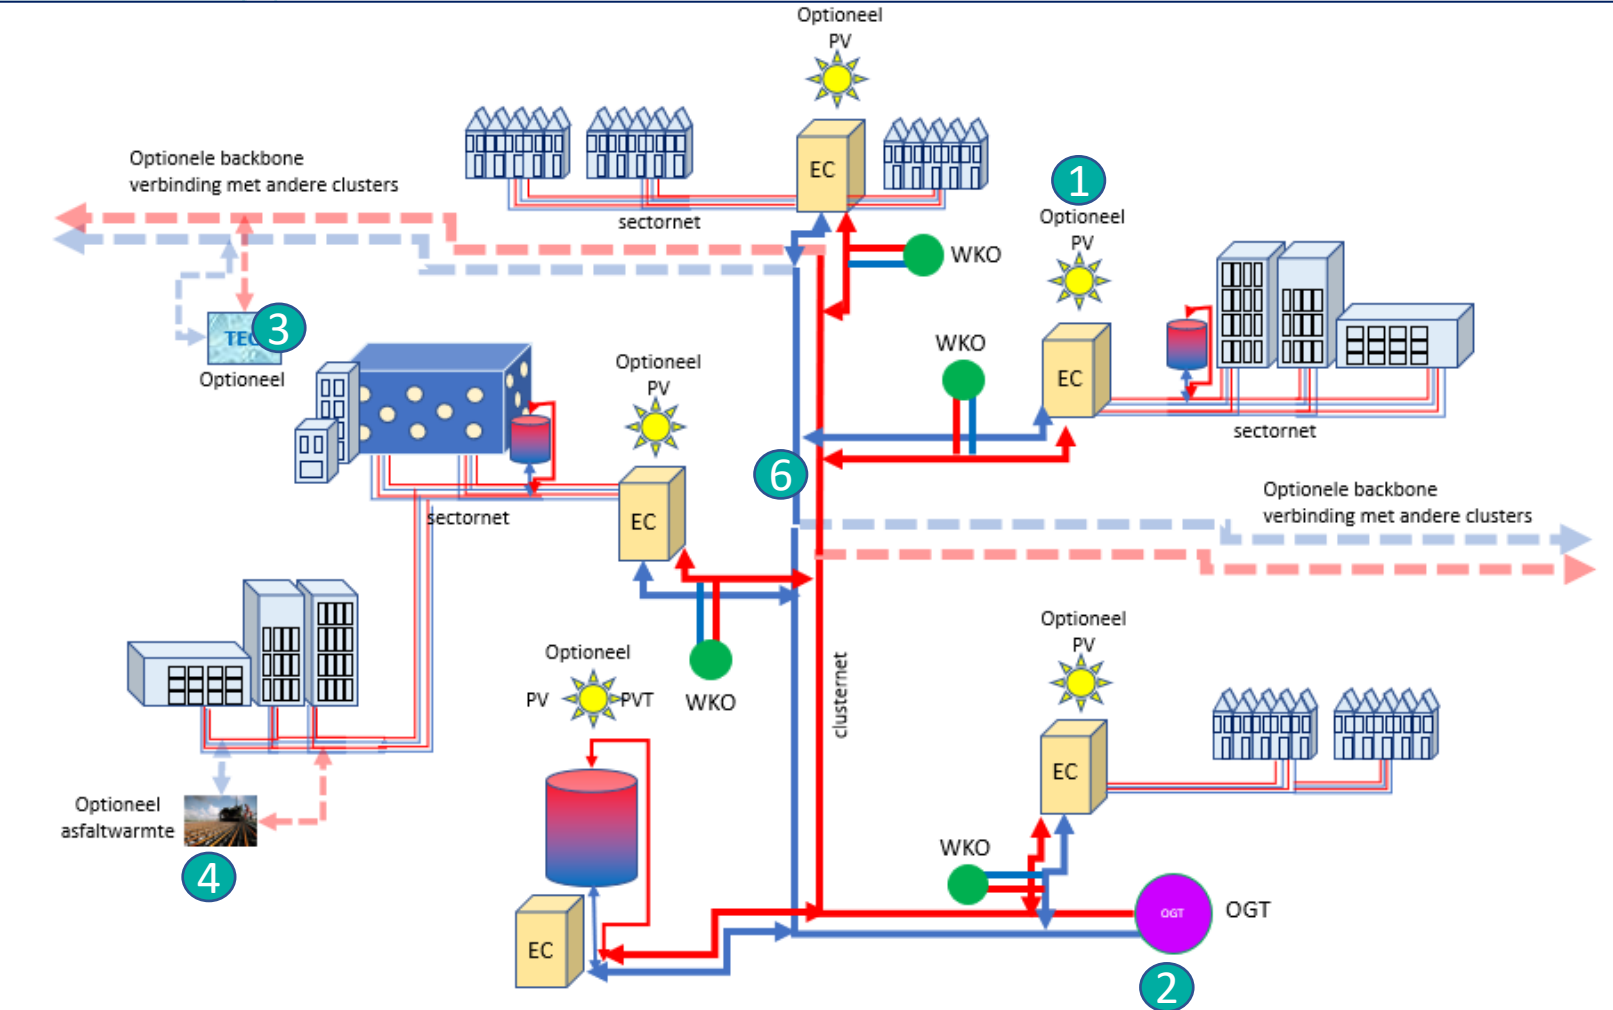 Optioneel
PV
EC
sectornet
WKO
Optionele backbone
verbinding met andere clusters
1
Optioneel
PV
WKO
EC
sectornet
3
Optioneel
Optioneel
PV
EC
sectornet
6
Optionele backbone
verbinding met andere clusters
WKO
clusternet
Optioneel
PV
EC
WKO
Optioneel
PV
PVT
EC
Optioneel
asfaltwarmte
4
OGT
OGT
2